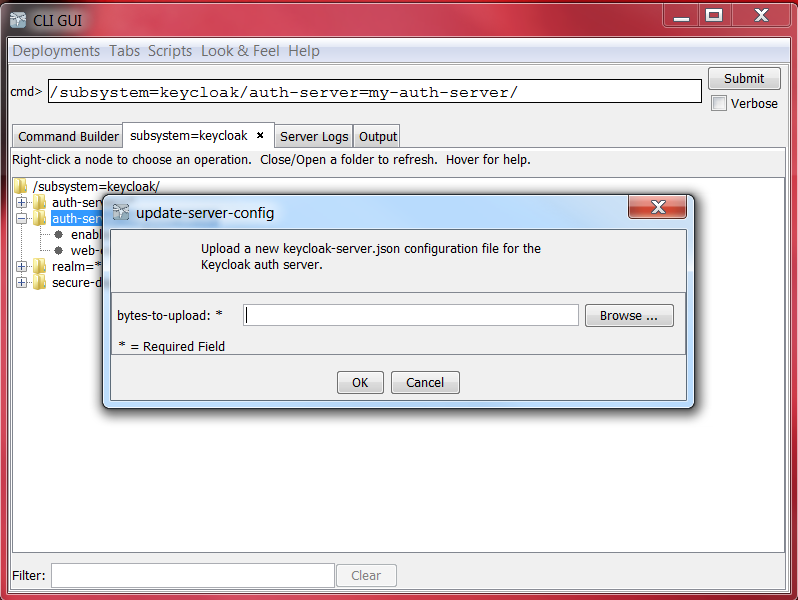 CLI GUI
Deployments Tabs Scripts Look & Feel Help
cmd> /subsystem=keycloak/auth-server=my-auth-server/ Submit
Verbose
Command Builder subsystem=keycloak × Server Logs Output
Right-click a node to choose an operation. Close/Open a folder to refresh. Hover for help.
/subsystem=keycloak/
auth-ser
auth-ser
enabl
web-c
realm=*
secure-d
update-server-config
Upload a new keycloak-server.json configuration file for the
Keycloak auth server.
bytes-to-upload: * Browse ...
* = Required Field
OK Cancel
Filter: Clear